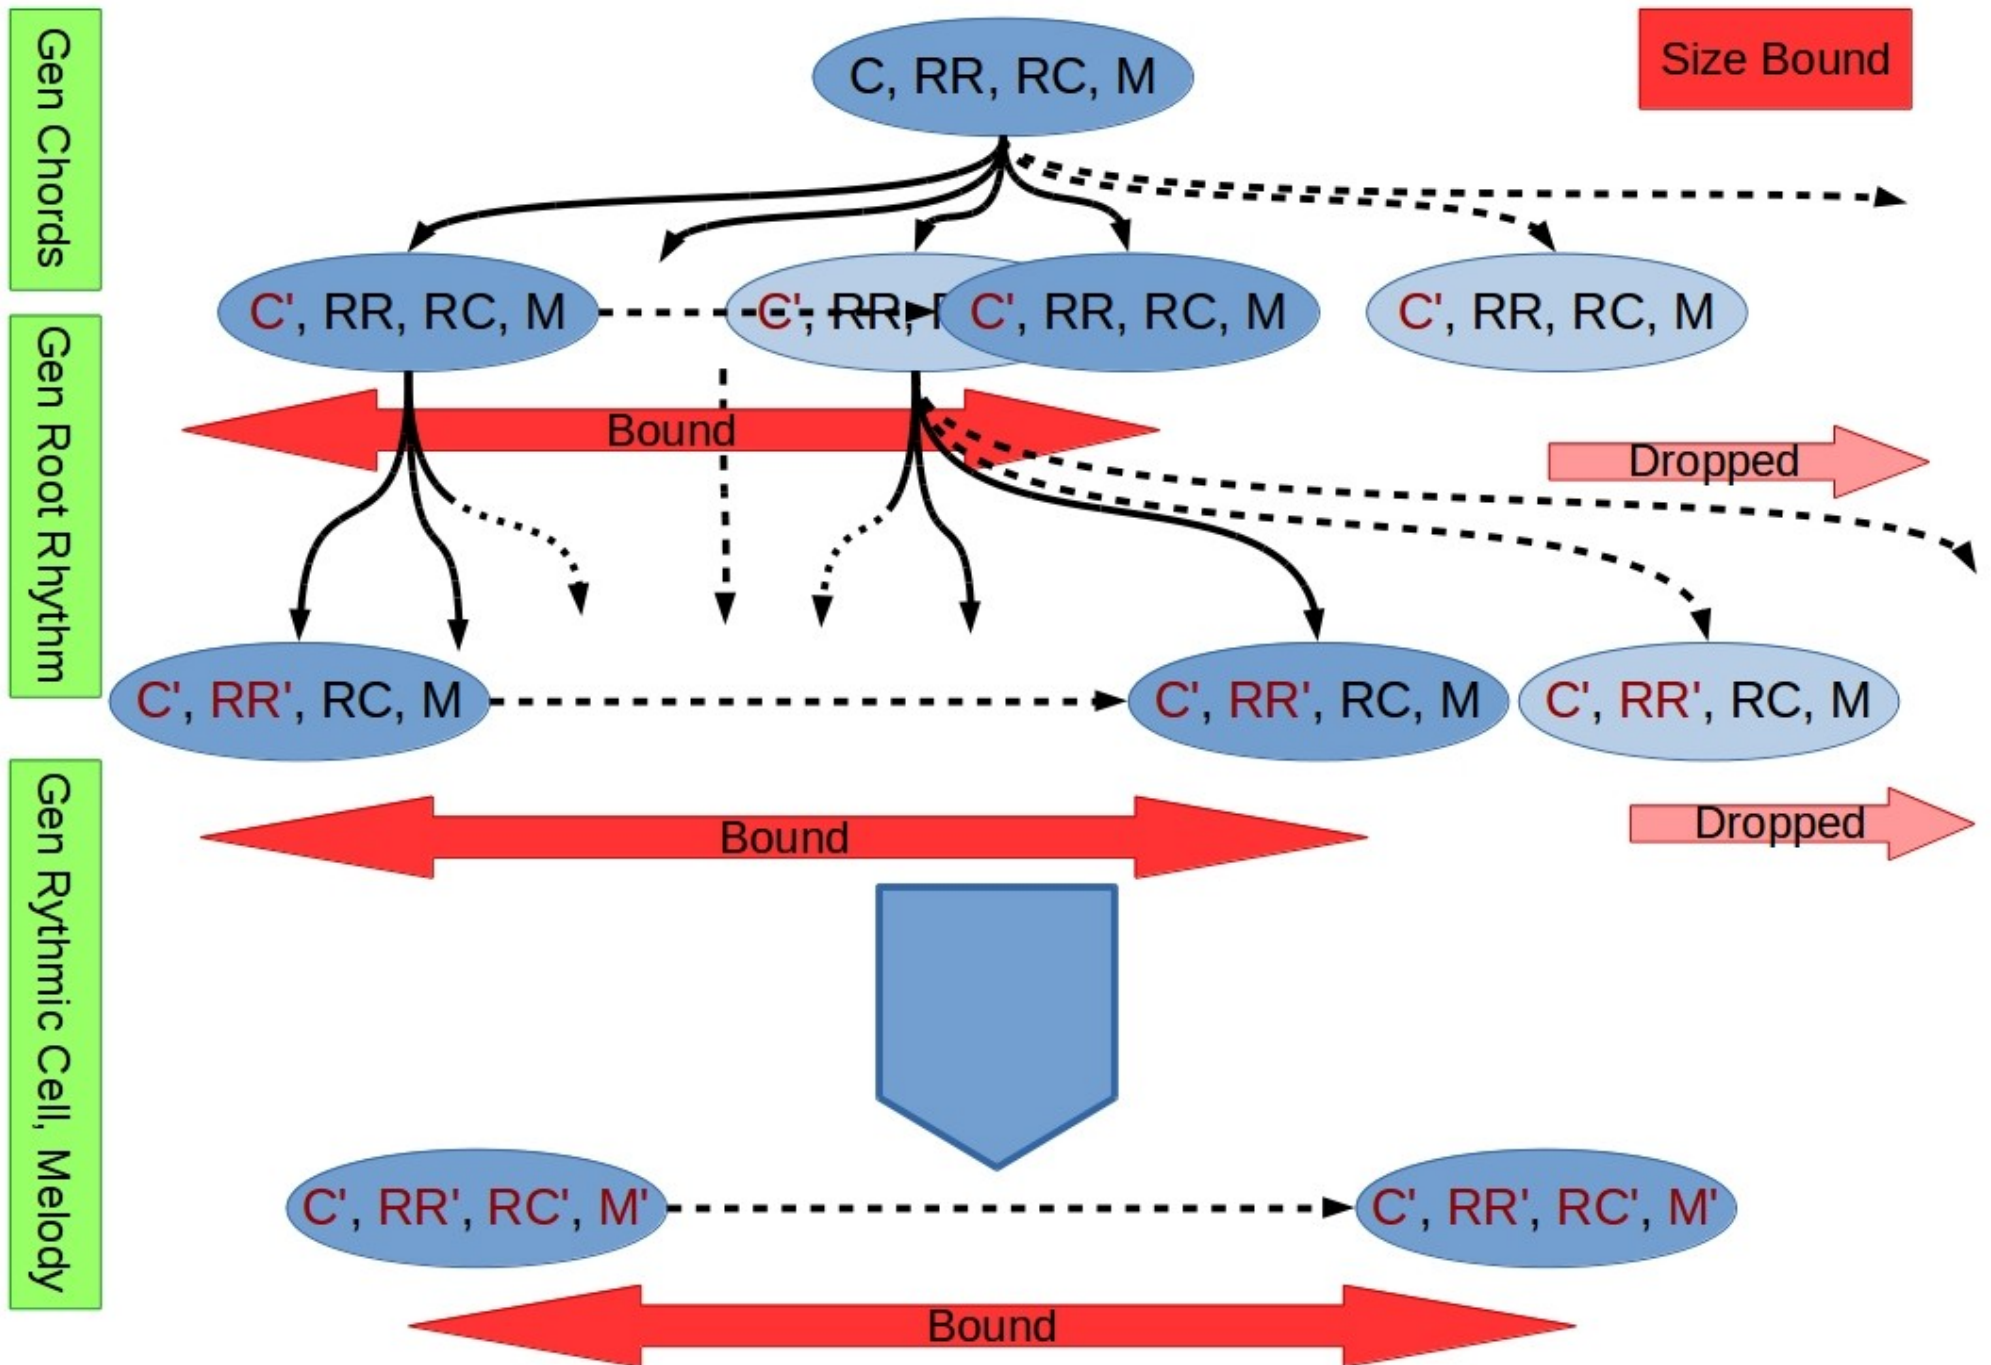 Gen Chords
C, RR, RC, M
Size Bound
C', RR, RC, M
C', RR,
C', RR, RC, M
C', RR, RC, M
Gen Root Rhythm
Bound
Dropped
C', RR', RC, M
C', RR', RC, M
C', RR', RC, M
Gen Rythmic Cell, Melody
Bound
Dropped
C', RR', RC', M'
C', RR', RC', M'
Bound